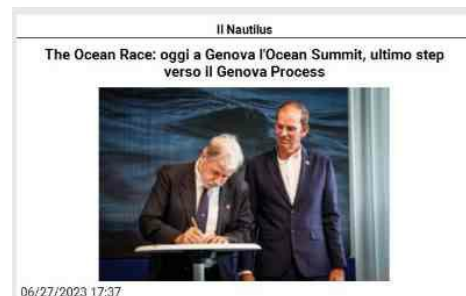 Il Nautilus
The Ocean Race: oggi a Genova l'Ocean Summit, ultimo step
verso il Genova Process
06/27/2023 17:37